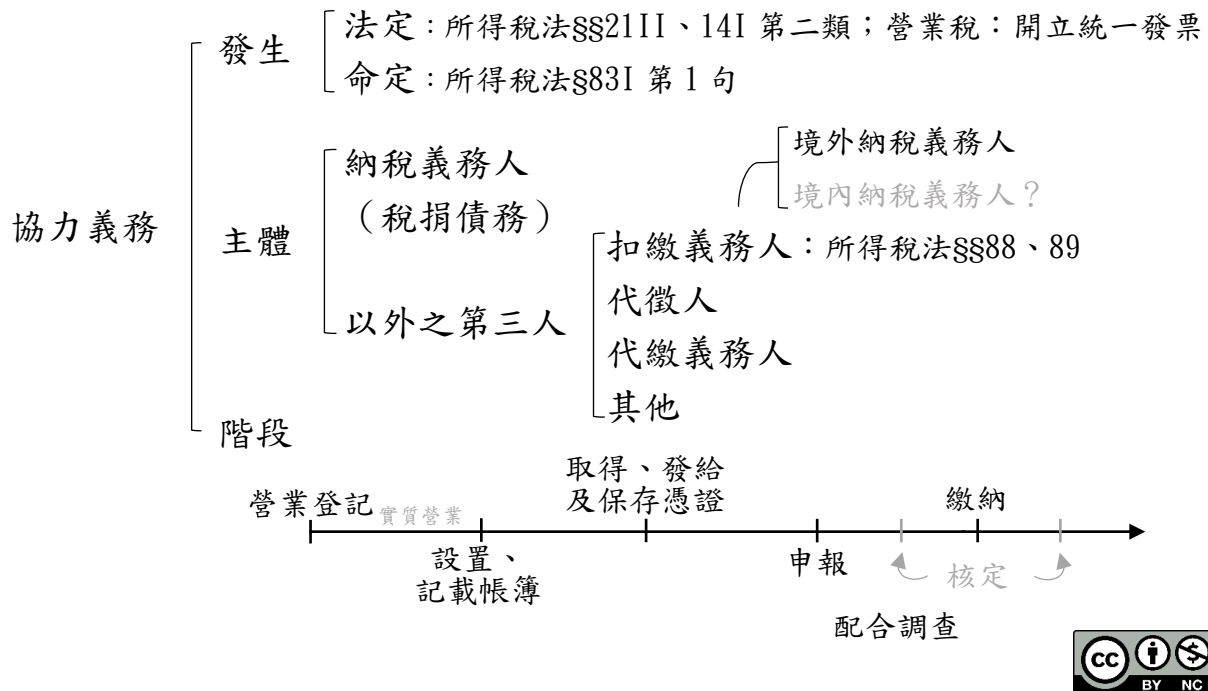 協力義務
發生
法定：所得稅法§§21II、14I 第二類；營業稅：開立統一發票
命定：所得稅法§83I 第 1 句
主體
納稅義務人
（稅捐債務）
以外之第三人
境外納稅義務人
境內納稅義務人？
扣繳義務人：所得稅法§§88、89
代徵人
代繳義務人
其他
階段
營業登記
實質營業
設置、
記載帳簿
取得、發給
及保存憑證
申報
繳納
核定
配合調查
CC
BY NC